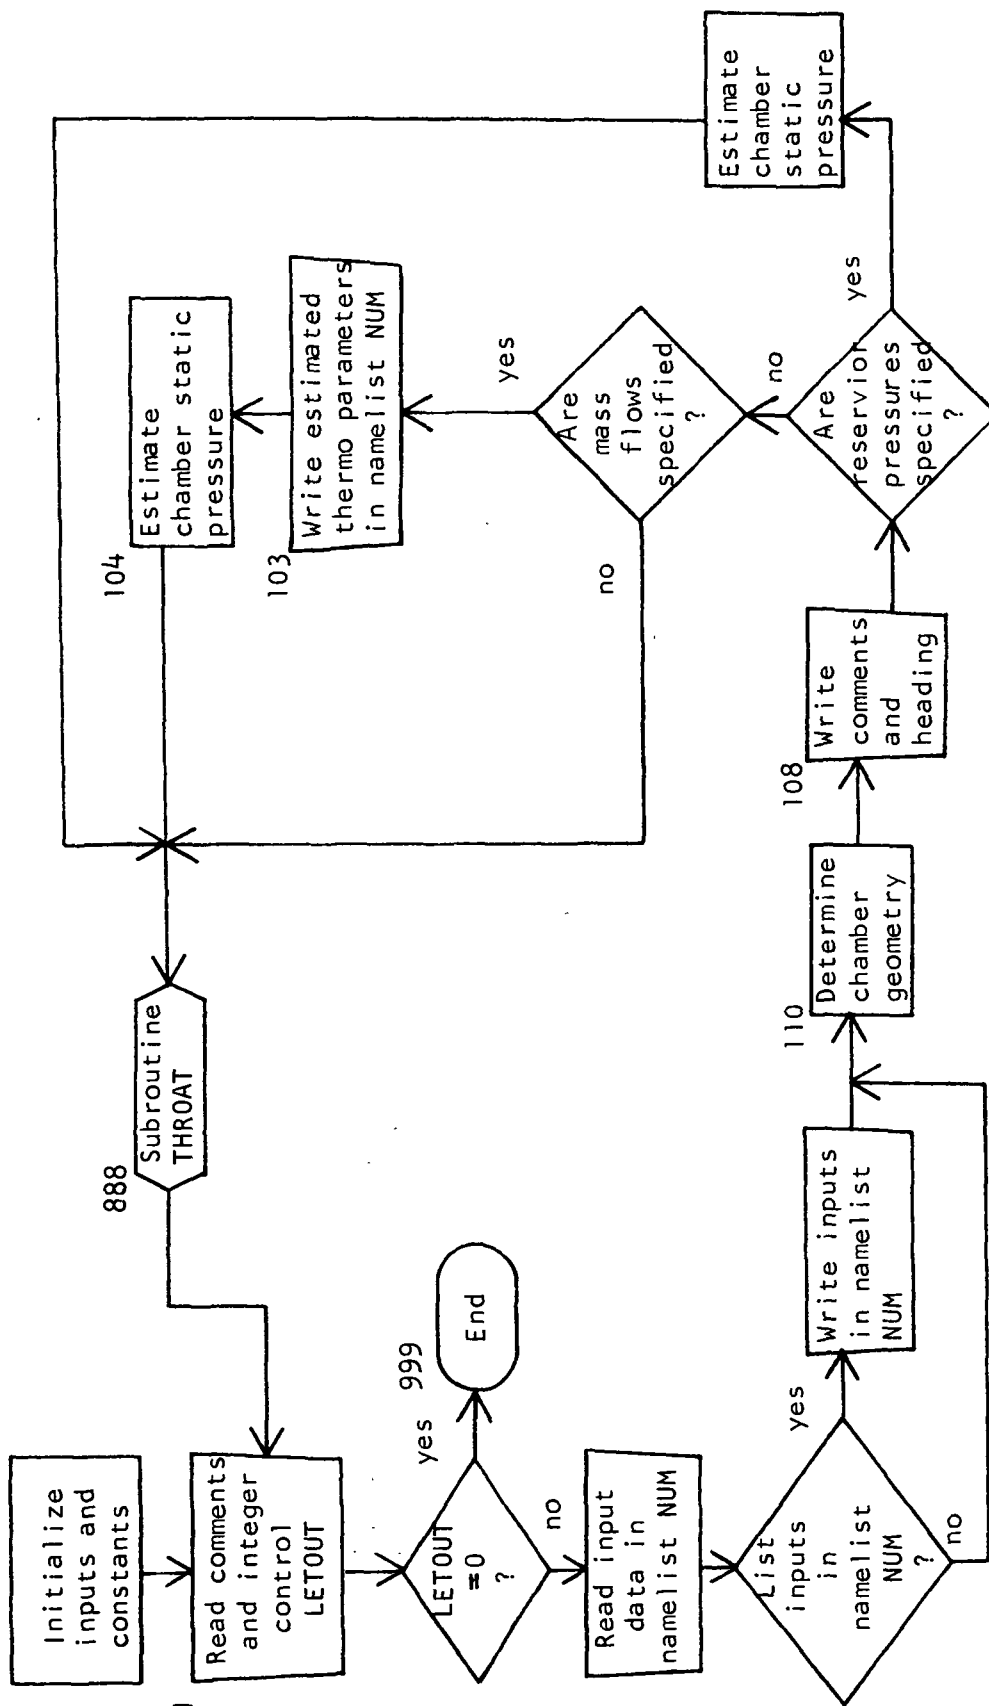 Initialize
inputs and
constants
Read comments
and integer
control
LETOUT
LETOUT
=0
?
yes
999
End
no
Read input
data in
namelist NUM
List
inputs
in
namelist
NUM
?
yes
no
Write inputs
in namelist
NUM
110
Determine
chamber
geometry
108
Write
comments
and
heading
Are
reservior
pressures
specified
?
yes
Estimate
chamber
static
pressure
no
Are
mass
flows
specified
?
yes
no
103
Write estimated
thermo parameters
in namelist NUM
104
Estimate
chamber static
pressure
888
Subroutine
THROAT